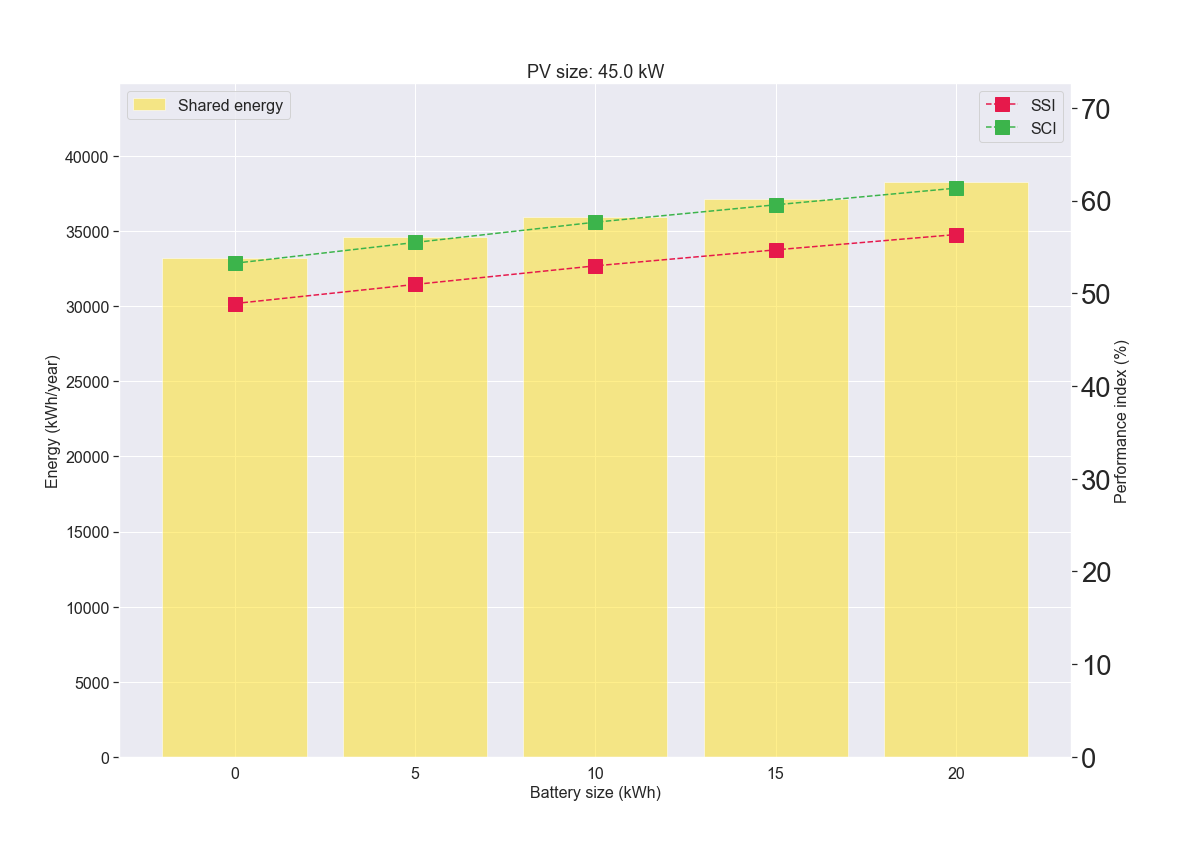 PV size: 45.0 kW
Shared energy
SSI
SCI
40000
35000
30000
25000
20000
15000
10000
5000
0
Energy (kWh/year)
70
60
50
40
30
20
10
0
Performance index (%)
0 5 10 15 20
Battery size (kWh)